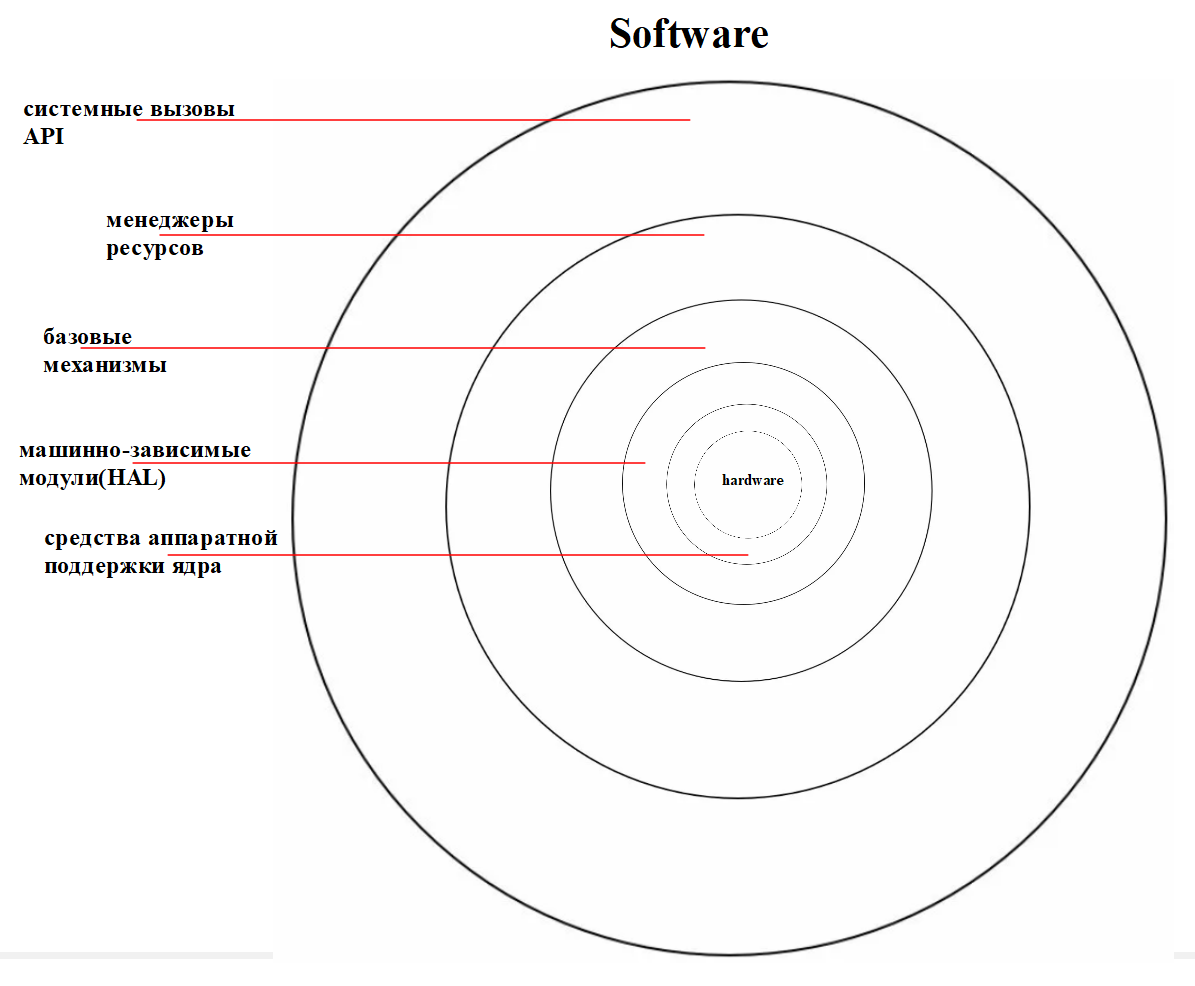 Software
системные вызовы
API
менеджеры
ресурсов
базовые
механизмы
машинно-зависимые
модули(HAL)
hardware
средства аппаратной
поддержки ядра